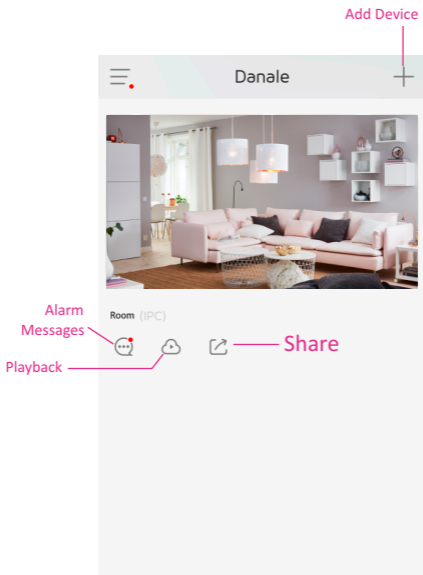 Add Device
Danale
Room (IPC)
Alarm
Messages
Share
Playback